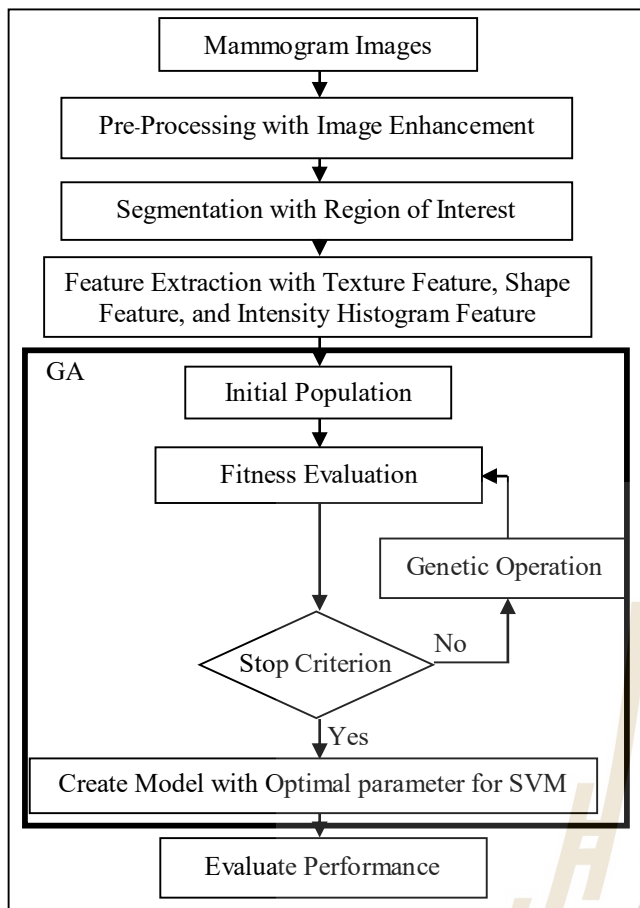 Mammogram Images
Pre-Processing with Image Enhancement
Segmentation with Region of Interest
Feature Extraction with Texture Feature, Shape
Feature, and Intensity Histogram Feature
GA
Initial Population
Fitness Evaluation
Genetic Operation
Stop Criterion
No
Yes
Create Model with Optimal parameter for SVM
Evaluate Performance